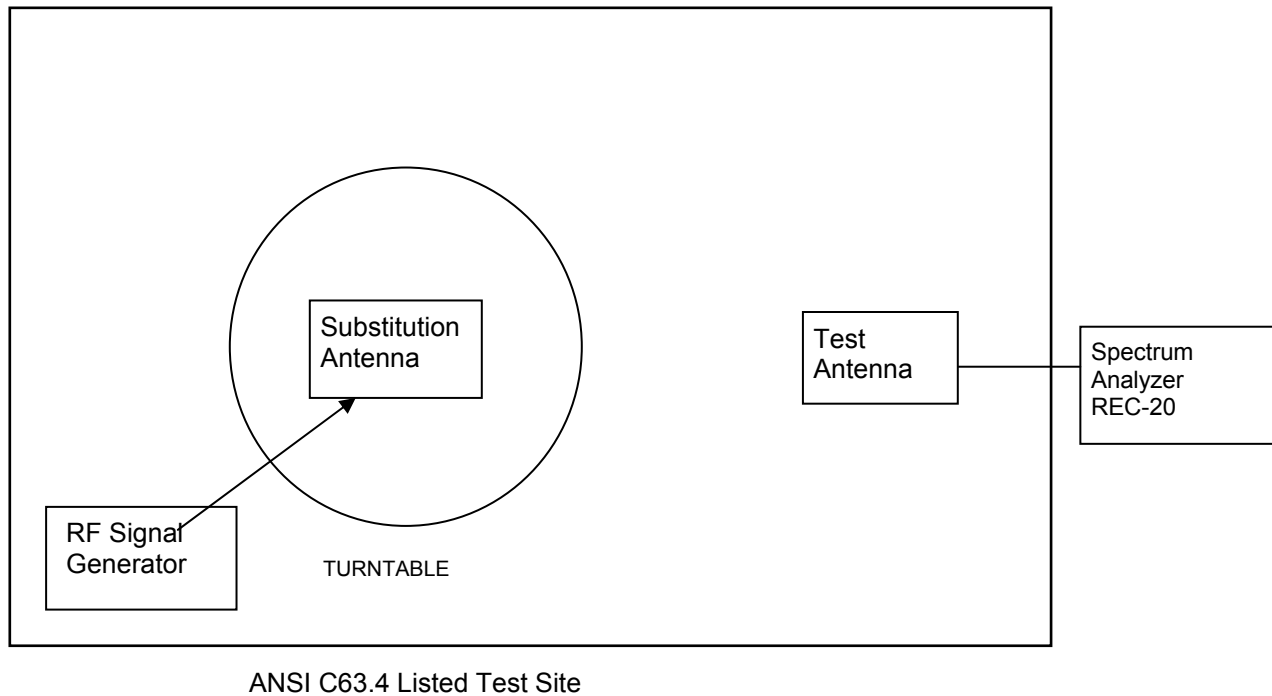 Substitution
Antenna
Test
Antenna
Spectrum
Analyzer
REC-20
RF Signal
Generator
TURNTABLE
ANSI C63.4 Listed Test Site